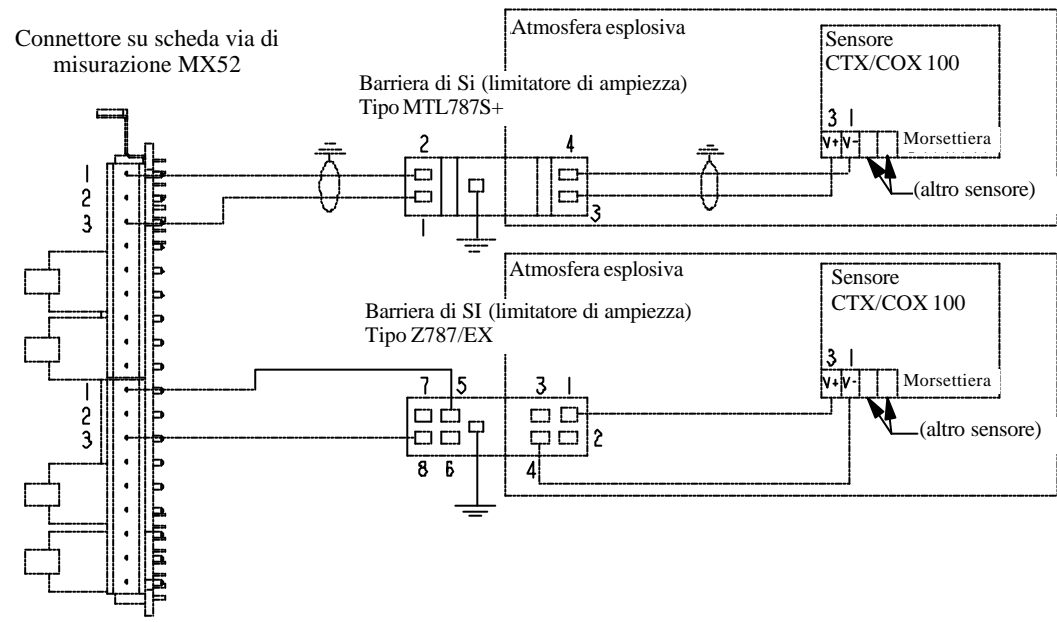 Connettore su scheda via di
misurazione MX52
Atmosfera esplosiva
Sensore
CTX/COX 100
Barriera di Si (limitatore di ampiezza)
Tipo MTL787S+
3 1
V+ V- Morsettiera
(altro sensore)
2 4
1 3
1
2
3
Atmosfera esplosiva
Sensore
CTX/COX 100
Barriera di SI (limitatore di ampiezza)
Tipo Z787/EX
3 1
V+ V- Morsettiera
(altro sensore)
1
2
3
7 5 3 1
2
8 6 4